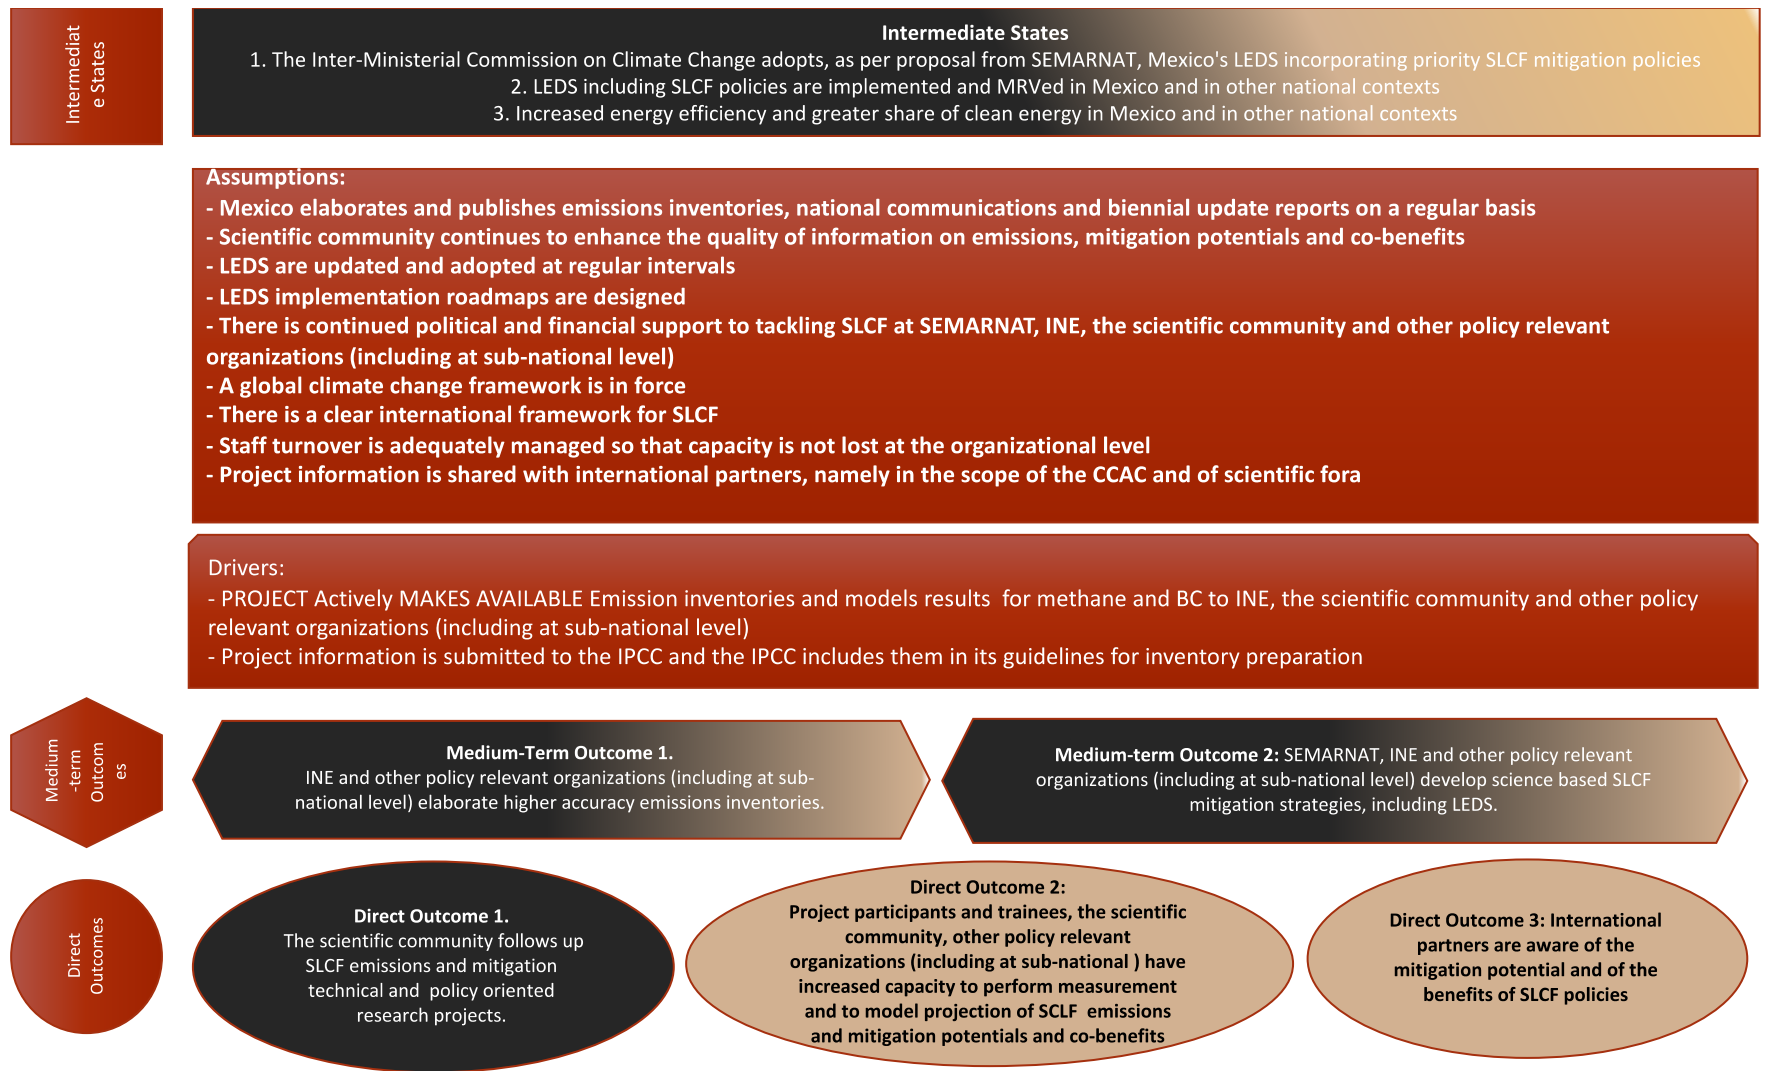 Intermediat
e States
Intermediate States
1. The Inter-Ministerial Commission on Climate Change adopts, as per proposal from SEMARNAT, Mexico's LEDS incorporating priority SLCF mitigation policies
2. LEDS including SLCF policies are implemented and MRVed in Mexico and in other national contexts
3. Increased energy efficiency and greater share of clean energy in Mexico and in other national contexts
Assumptions:
- Mexico elaborates and publishes emissions inventories, national communications and biennial update reports on a regular basis
- Scientific community continues to enhance the quality of information on emissions, mitigation potentials and co-benefits
- LEDS are updated and adopted at regular intervals
- LEDS implementation roadmaps are designed
- There is continued political and financial support to tackling SLCF at SEMARNAT, INE, the scientific community and other policy relevant
organizations (including at sub-national level)
- A global climate change framework is in force
- There is a clear international framework for SLCF
- Staff turnover is adequately managed so that capacity is not lost at the organizational level
- Project information is shared with international partners, namely in the scope of the CCAC and of scientific fora
Drivers:
- PROJECT Actively MAKES AVAILABLE Emission inventories and models results  for methane and BC to INE, the scientific community and other policy
relevant organizations (including at sub-national level)
- Project information is submitted to the IPCC and the IPCC includes them in its guidelines for inventory preparation
Medium
-term
Outcom
es
Medium-Term Outcome 1.
INE and other policy relevant organizations (including at sub-
national level) elaborate higher accuracy emissions inventories.
Medium-term Outcome 2: SEMARNAT, INE and other policy relevant
organizations (including at sub-national level) develop science based SLCF
mitigation strategies, including LEDS.
Direct
Outcomes
Direct Outcome 1.
The scientific community follows up
SLCF emissions and mitigation
technical and  policy oriented
research projects.
Direct Outcome 2:
Project participants and trainees, the scientific
community, other policy relevant
organizations (including at sub-national ) have
increased capacity to perform measurement
and to model projection of SCLF  emissions
and mitigation potentials and co-benefits
Direct Outcome 3: International
partners are aware of the
mitigation potential and of the
benefits of SLCF policies